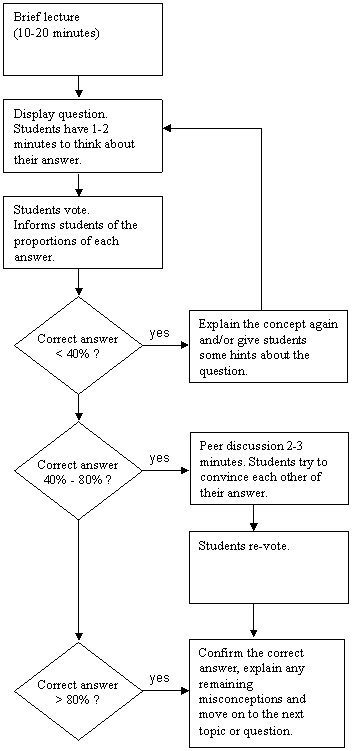 Brief lecture
(10-20 minutes)
Display question.
Students have 1-2
minutes to think about
their answer.
Students vote.
Informs students of the
proportions of each
answer.
Correct answer
< 40% ?
yes
Explain the concept again
and/or give students
some hints about the
question.
Correct answer
40% - 80% ?
yes
Peer discussion 2-3
minutes. Students try to
convince each other of
their answer.
Students re-vote.
Correct answer
> 80% ?
yes
Confirm the correct
answer, explain any
remaining
misconceptions and
move on to the next
topic or question.